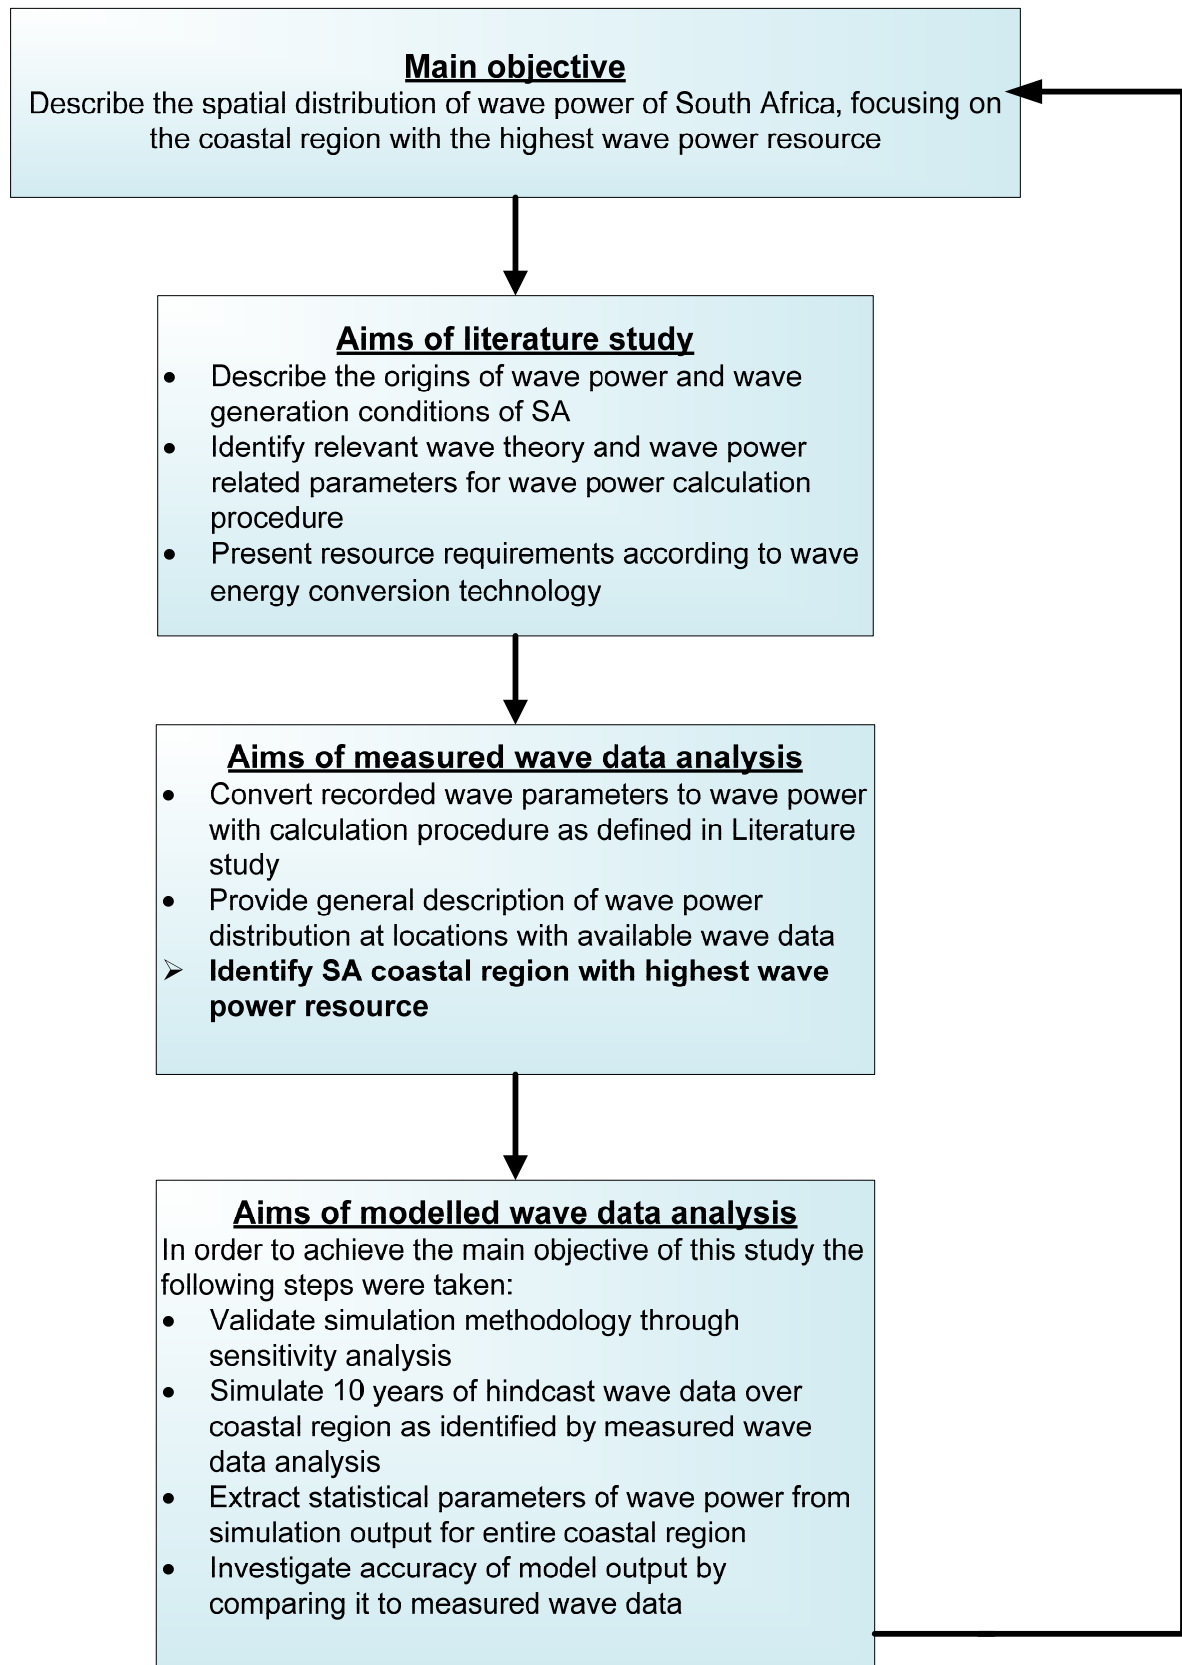 Main objective
Describe the spatial distribution of wave power of South Africa, focusing on
the coastal region with the highest wave power resource
Aims of literature study
• Describe the origins of wave power and wave
generation conditions of SA
• Identify relevant wave theory and wave power
related parameters for wave power calculation
procedure
• Present resource requirements according to wave
energy conversion technology
Aims of measured wave data analysis
• Convert recorded wave parameters to wave power
with calculation procedure as defined in Literature
study
• Provide general description of wave power
distribution at locations with available wave data
➢ Identify SA coastal region with highest wave
power resource
Aims of modelled wave data analysis
In order to achieve the main objective of this study the
following steps were taken:
• Validate simulation methodology through
sensitivity analysis
• Simulate 10 years of hindcast wave data over
coastal region as identified by measured wave
data analysis
• Extract statistical parameters of wave power from
simulation output for entire coastal region
• Investigate accuracy of model output by
comparing it to measured wave data